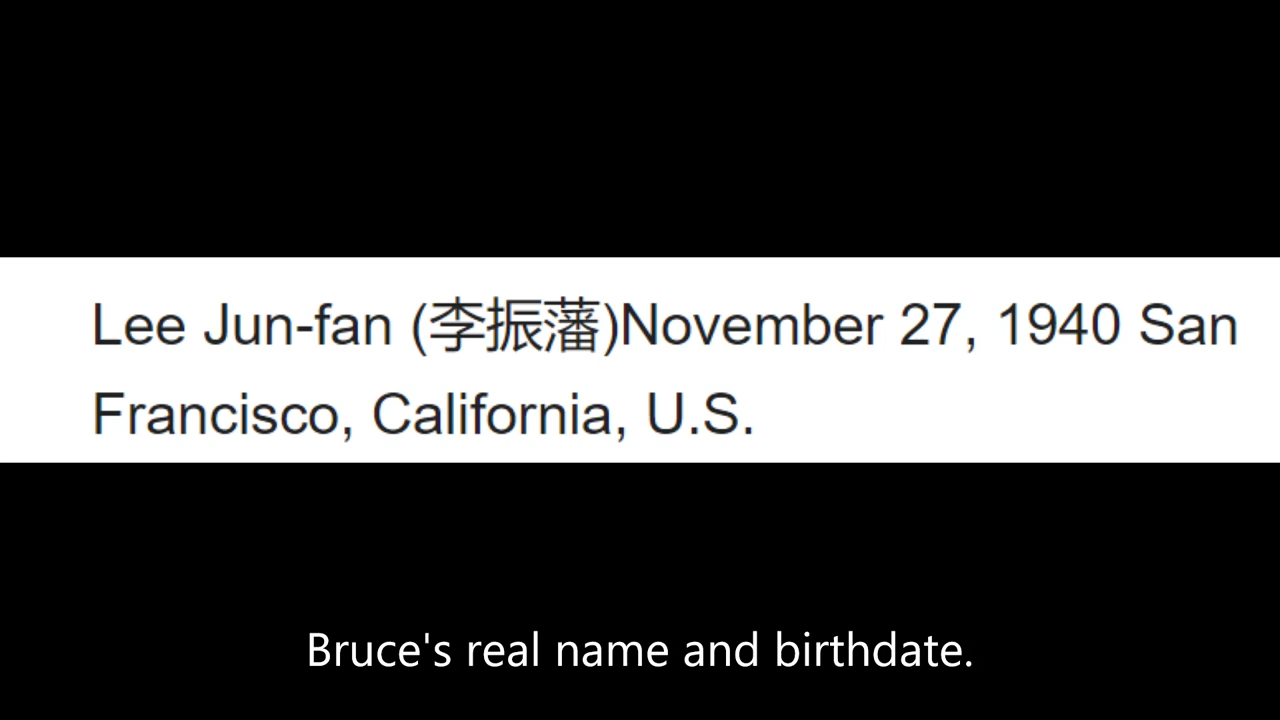 Lee Jun-fan (李振藩)November 27, 1940 San
Francisco, California, U.S.
Bruce's real name and birthdate.